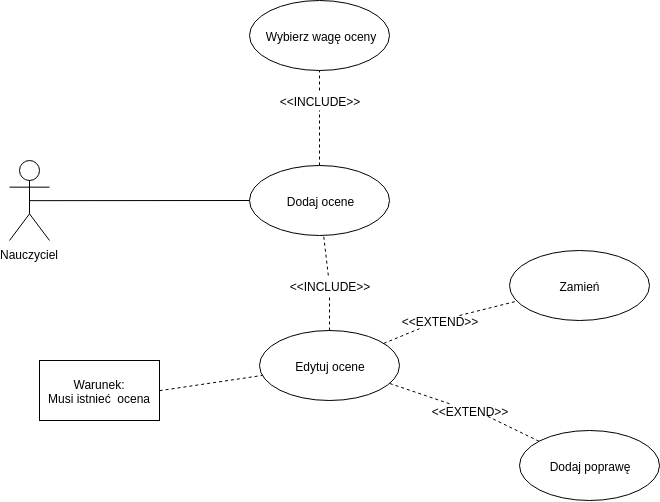 Wybierz wagę oceny
<<INCLUDE>>
Dodaj ocene
Nauczyciel
<<INCLUDE>>
Zamień
<<EXTEND>>
Edytuj ocene
Warunek:
Musi istnieć ocena
<<EXTEND>>
Dodaj poprawę